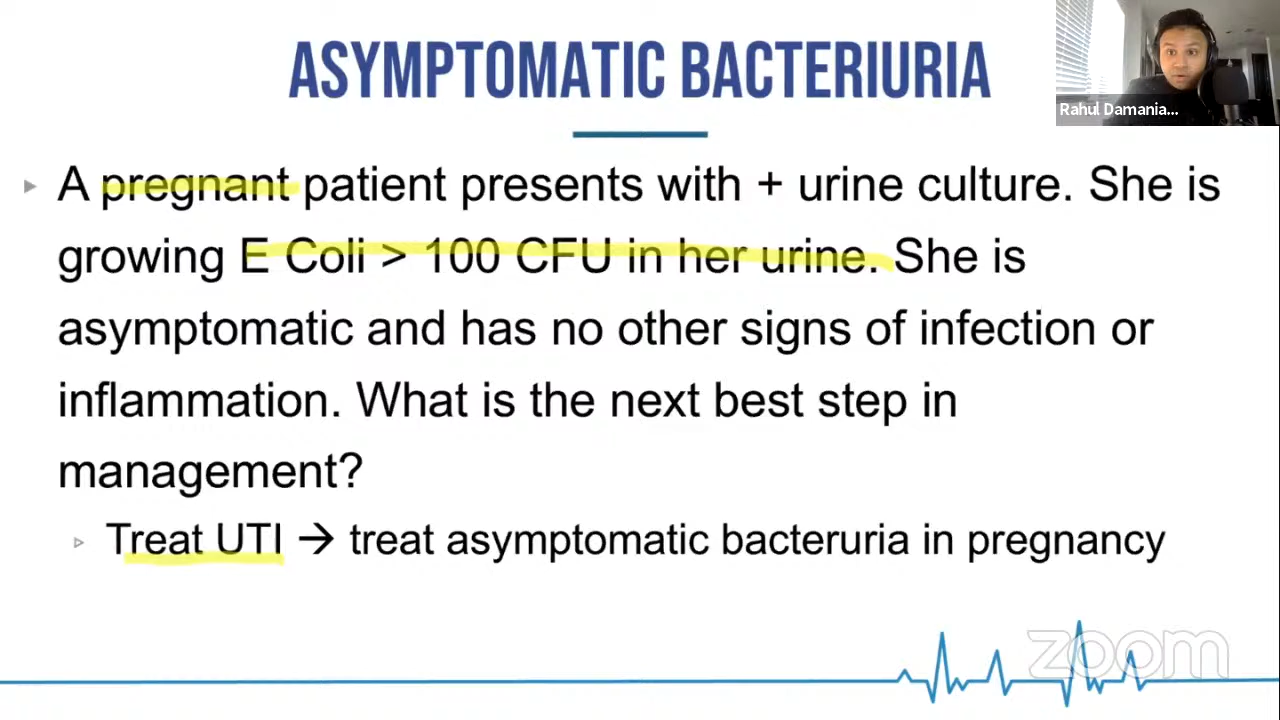 ASYMPTOMATIC BACTERIURIA
Rahul Damania...
A pregnant patient presents with + urine culture. She is
growing E Coli > 100 CFU in her urine. She is
asymptomatic and has no other signs of infection or
inflammation. What is the next best step in
management?
Treat UTI → treat asymptomatic bacteruria in pregnancy
zoom